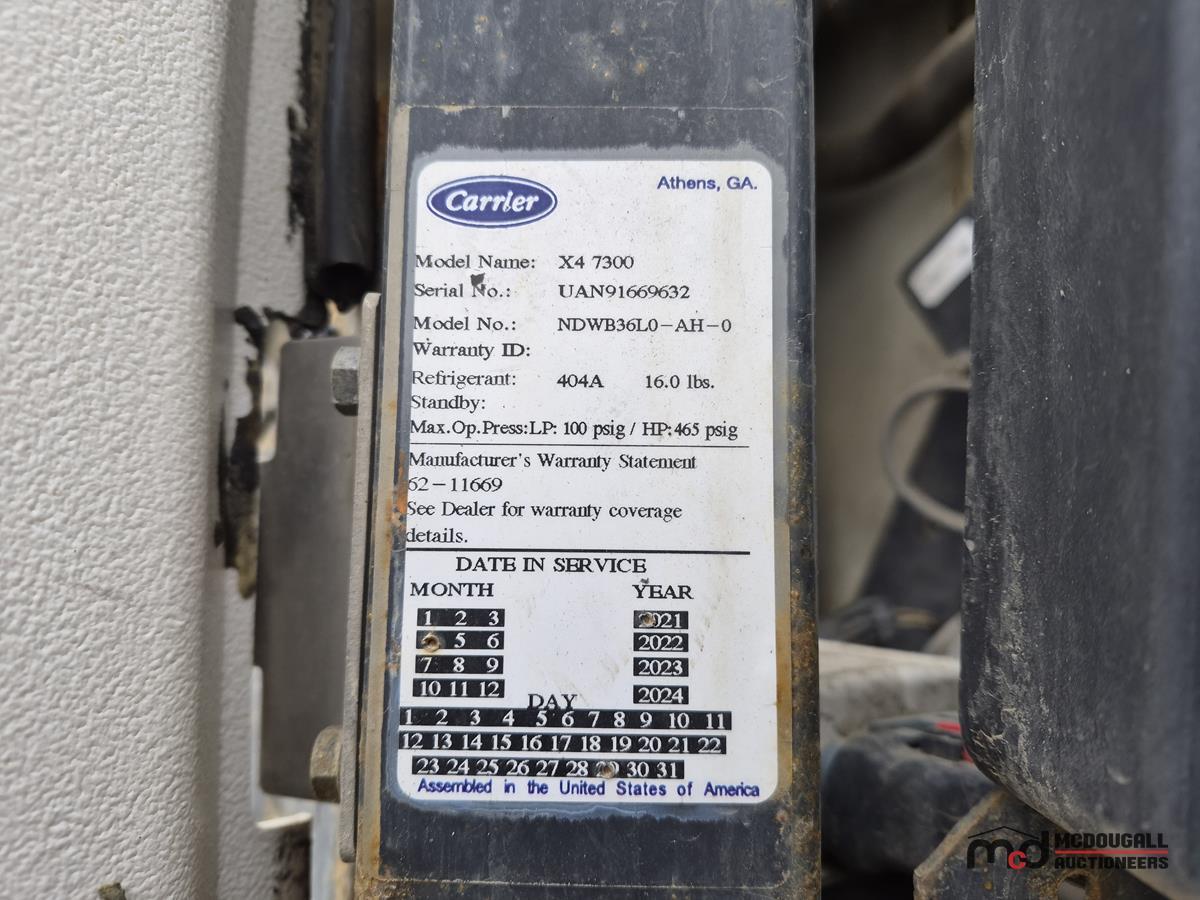 Carrier
Athens, GA.
Model Name: X4 7300
Serial No.: UAN91669632
Model No.: NDWB36L0-AH-0
Warranty ID:
Refrigerant: 404A 16.0 lbs.
Standby:
Max.Op.Press:LP: 100 psig / HP:465 psig
Manufacturer's Warranty Statement
62-11669
See Dealer for warranty coverage
details.
DATE IN SERVICE
MONTH YEAR
1 2 3 2021
5 6 2022
7 8 9 2023
10 11 12 2024
DAY
1 2 3 4 5 6 7 8 9 10 11
12 13 14 15 16 17 18 19 20 21 22
23 24 25 26 27 28 29 30 31
Assembled in the United States of America
mcd MCDOUGALL
AUCTIONEERS